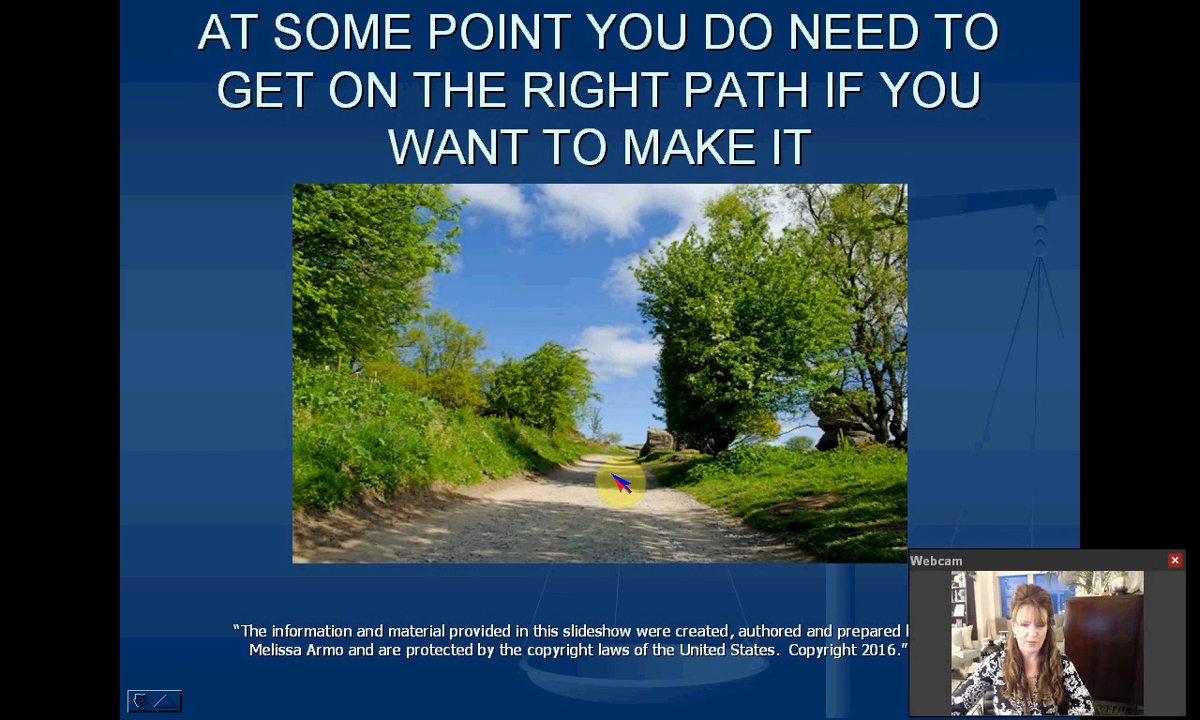 AT SOME POINT YOU DO NEED TO
GET ON THE RIGHT PATH IF YOU
WANT TO MAKE IT
“The information and material provided in this slideshow were created, authored and prepared
Melissa Armo and are protected by the copyright laws of the United States.  Copyright 2016.”
Webcam